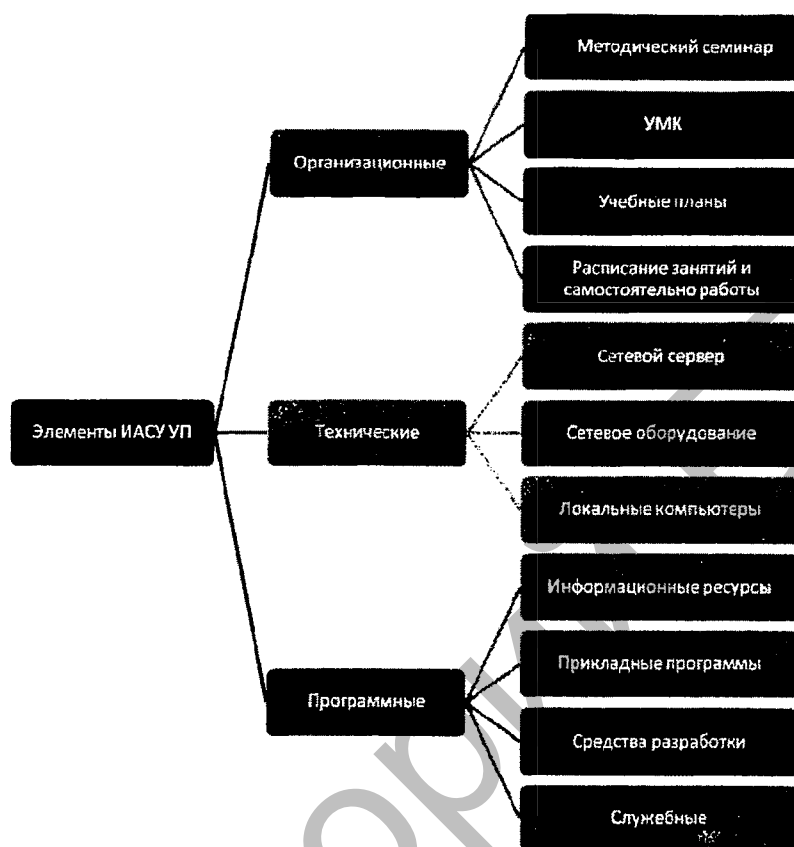 Элементы ИАСУ УП
Организационные
Методический семинар
УМК
Учебные планы
Расписание занятий и
самостоятельно работы
Технические
Сетевой сервер
Сетевое оборудование
Локальные компьютеры
Программные
Информационные ресурсы
Прикладные программы
Средства разработки
Служебные